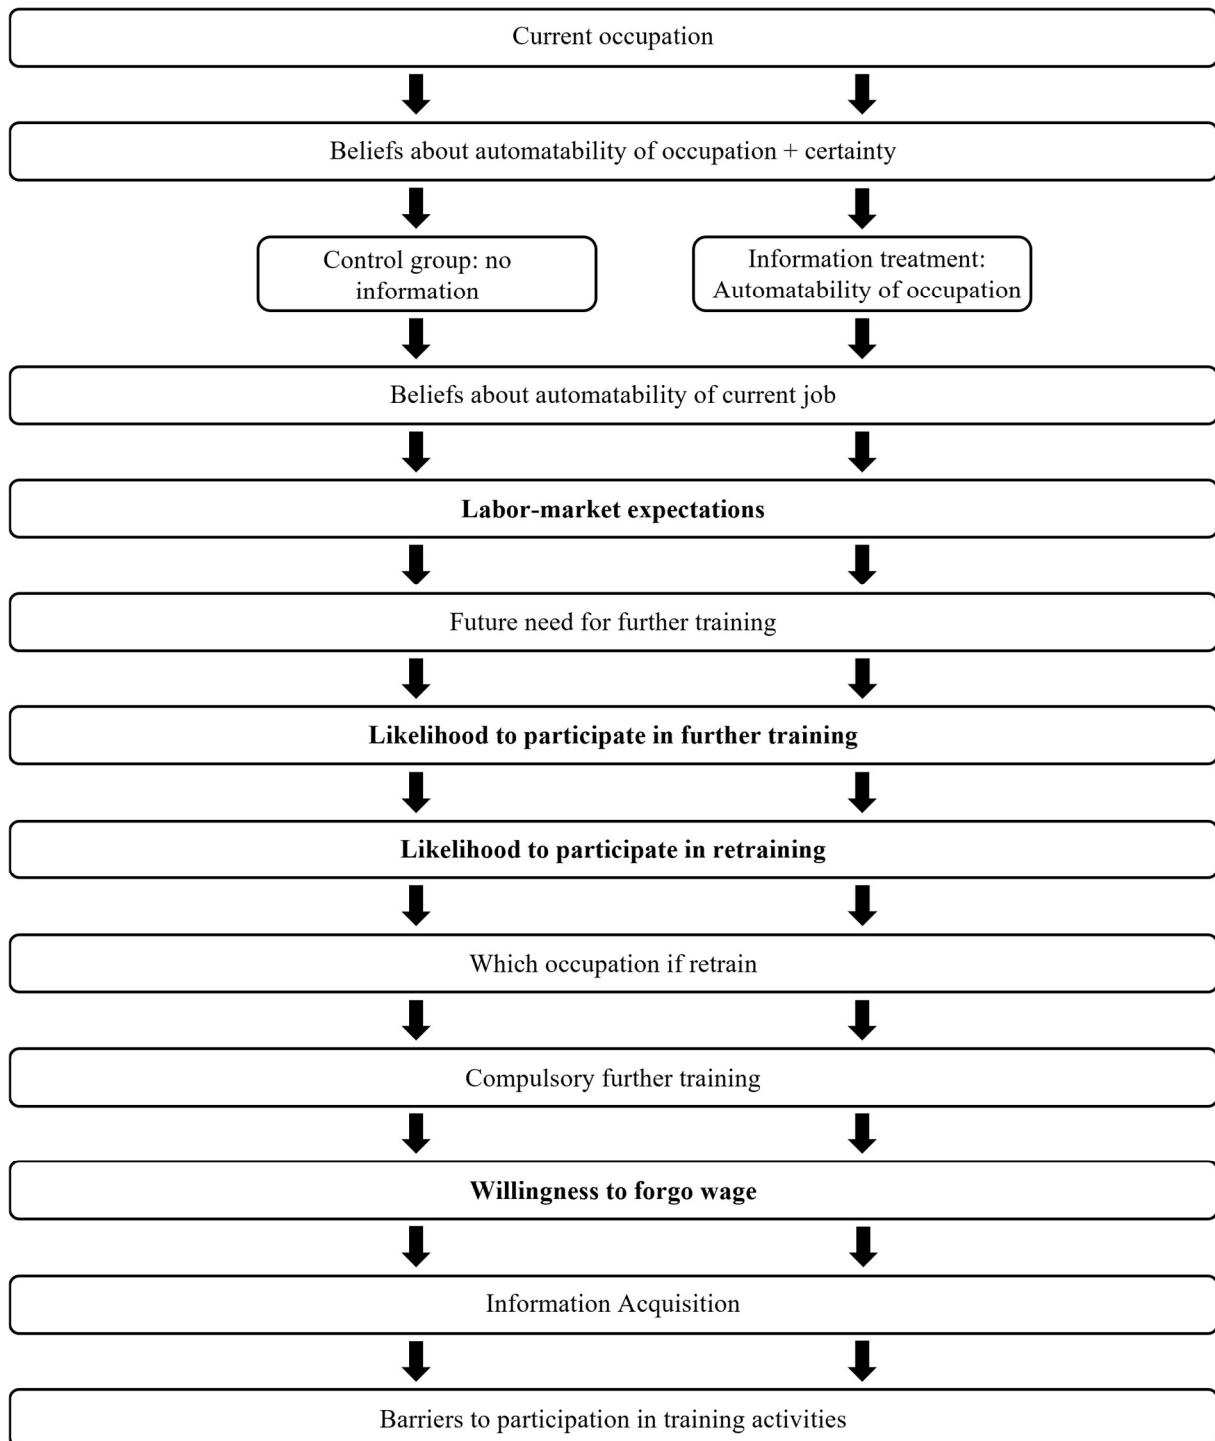 Current occupation
Beliefs about automatability of occupation + certainty
Control group: no
information
Information treatment:
Automatability of occupation
Beliefs about automatability of current job
Labor-market expectations
Future need for further training
Likelihood to participate in further training
Likelihood to participate in retraining
Which occupation if retrain
Compulsory further training
Willingness to forgo wage
Information Acquisition
Barriers to participation in training activities